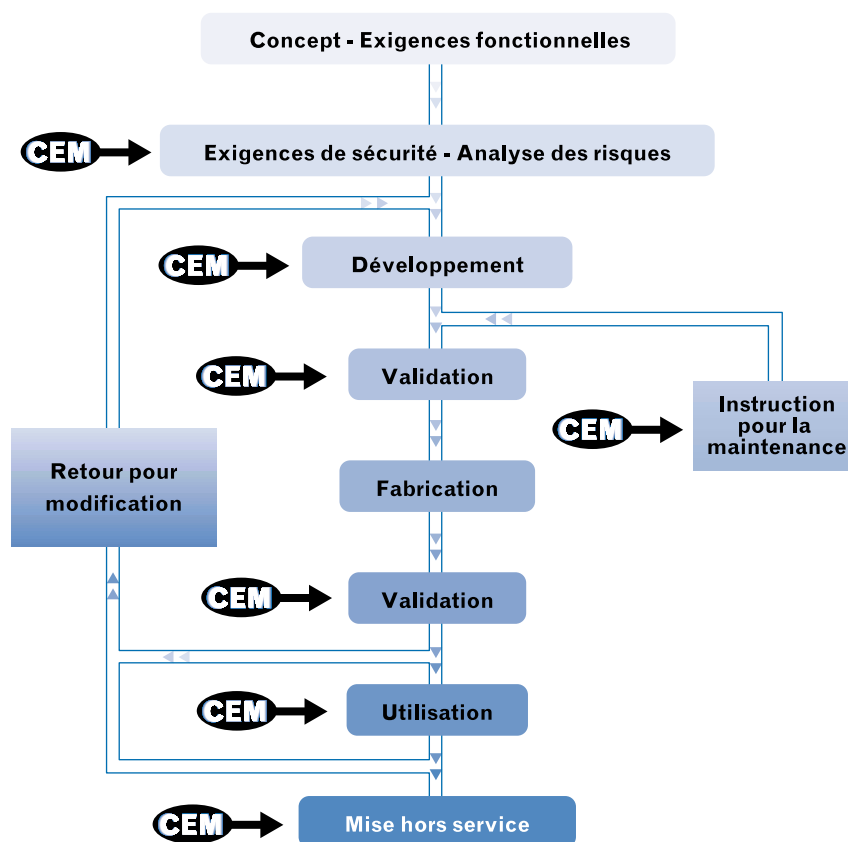 Concept - Exigences fonctionnelles
CEM
Exigences de sécurité - Analyse des risques
CEM
Développement
CEM
Validation
CEM
Instruction
pour la
maintenance
Retour pour
modification
Fabrication
CEM
Validation
CEM
Utilisation
CEM
Mise hors service